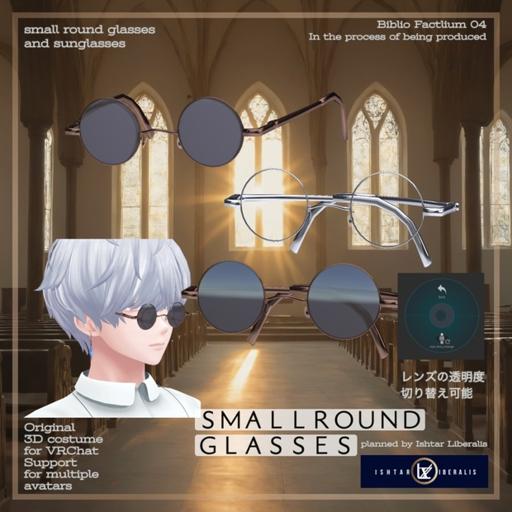 small round glasses
and sunglasses
Biblio Factlium 04
In the process of being produced
レンズの透明度
切り替え可能
SMALLROUND
GLASSES
planned by Ishtar Liberalis
ISHTAR LIBERALIS
Original
3D costume
for VRChat
Support
for multiple
avatars